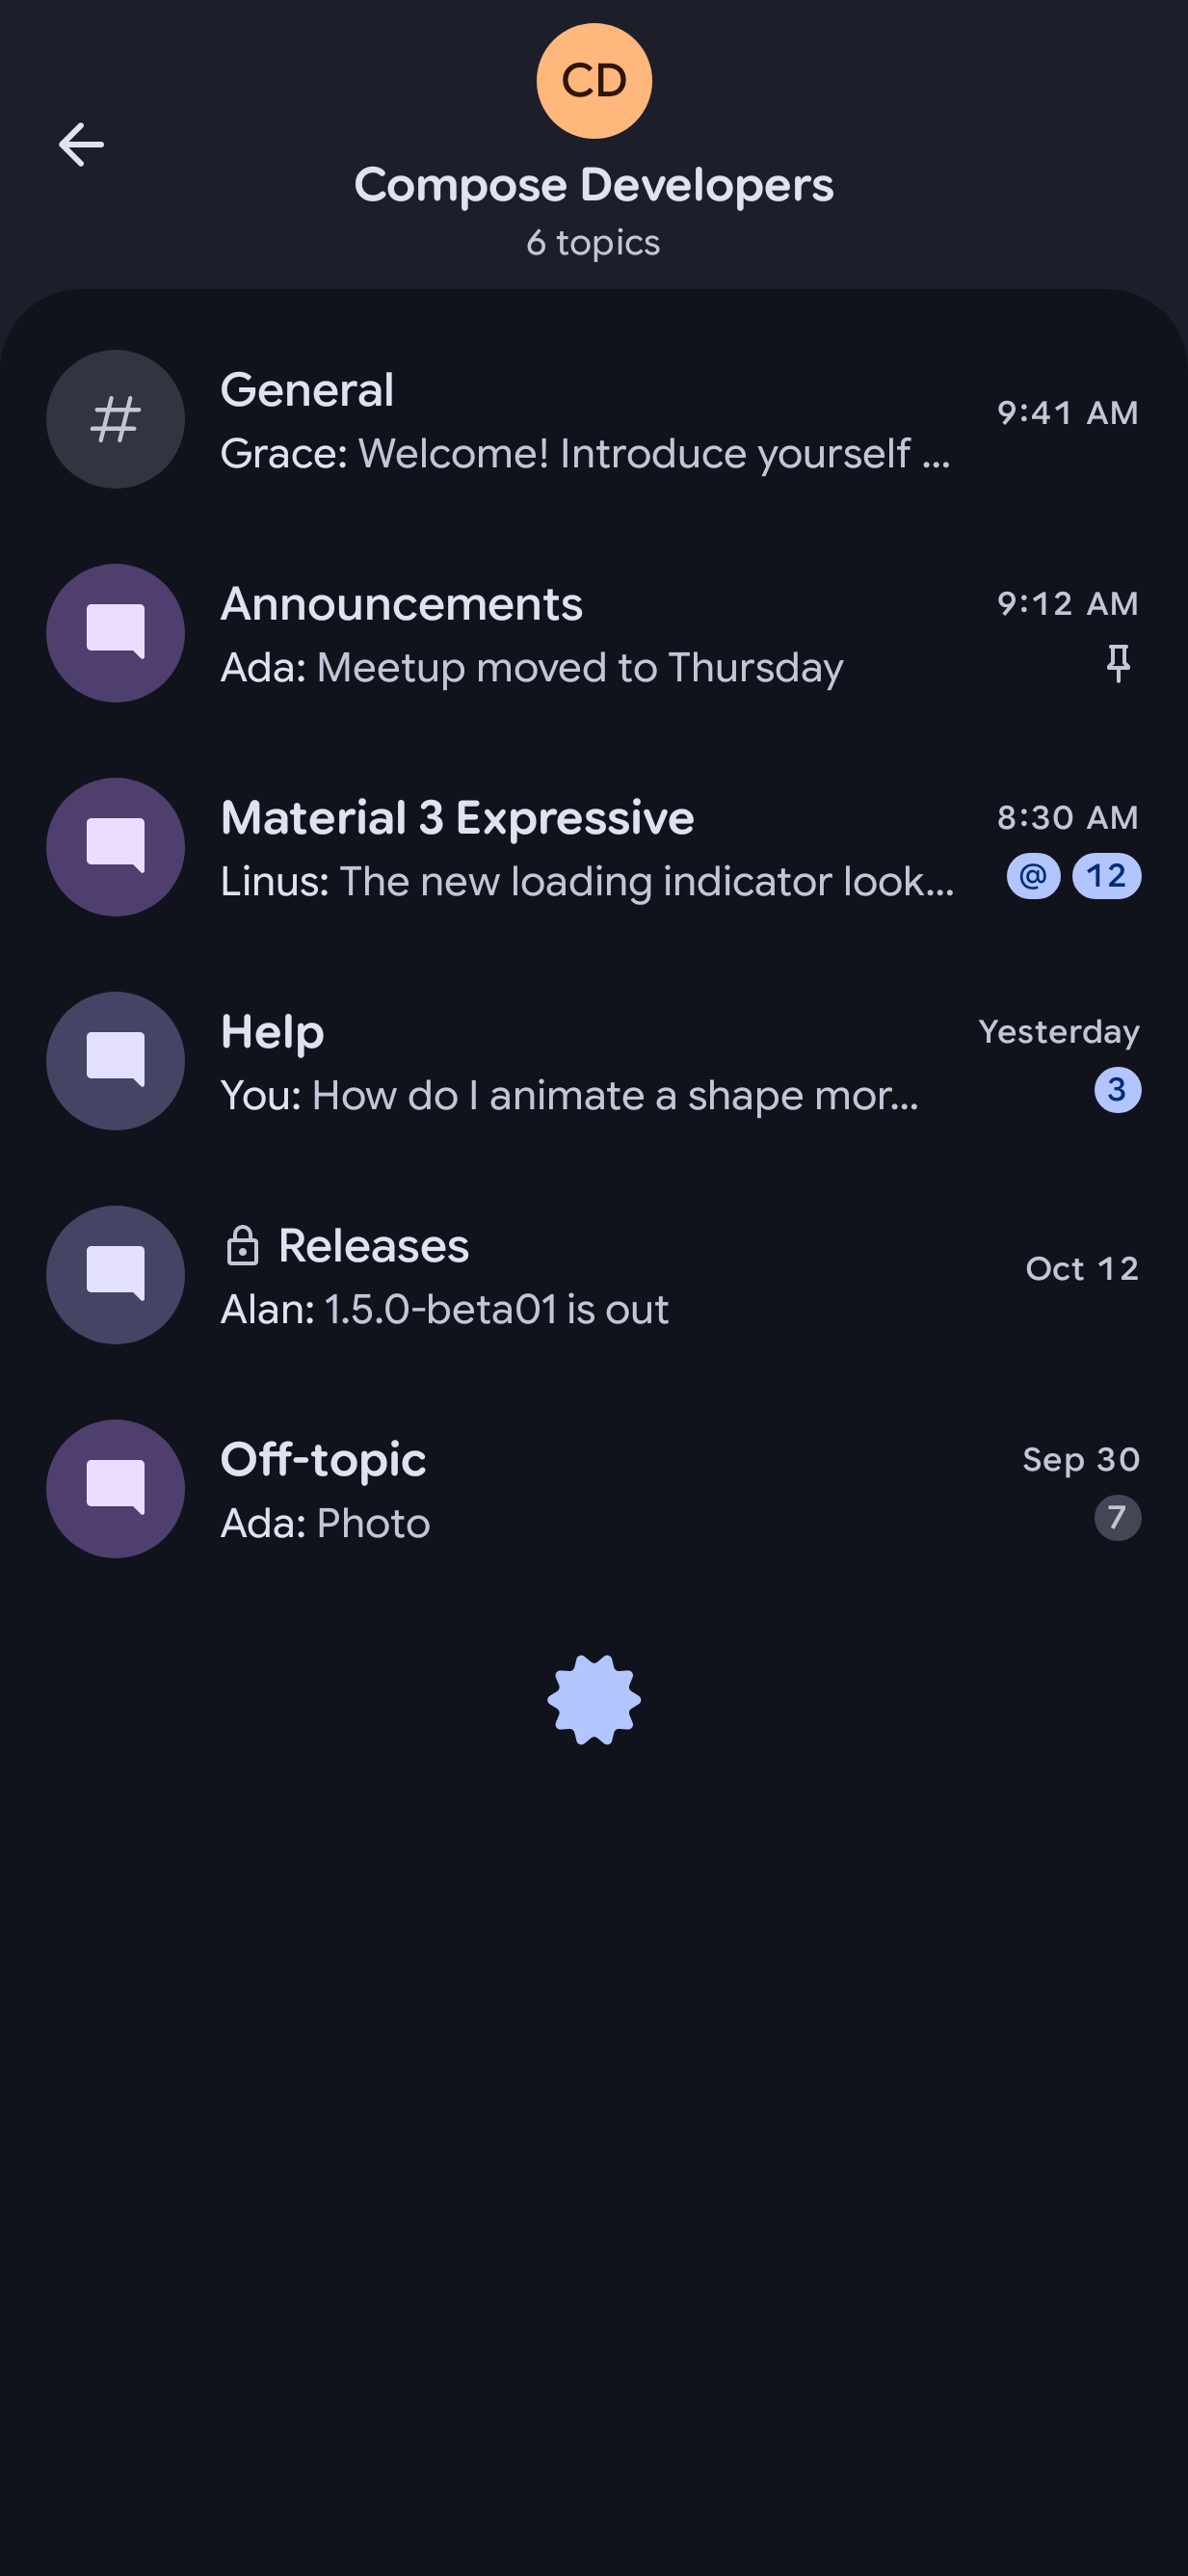 CD
Compose Developers
6 topics
#
General
9:41 AM
Grace: Welcome! Introduce yourself ...
Announcements
9:12 AM
Ada: Meetup moved to Thursday
Material 3 Expressive
8:30 AM
Linus: The new loading indicator look...
@ 12
Help
Yesterday
You: How do I animate a shape mor...
3
Releases
Oct 12
Alan: 1.5.0-beta01 is out
Off-topic
Sep 30
Ada: Photo
7